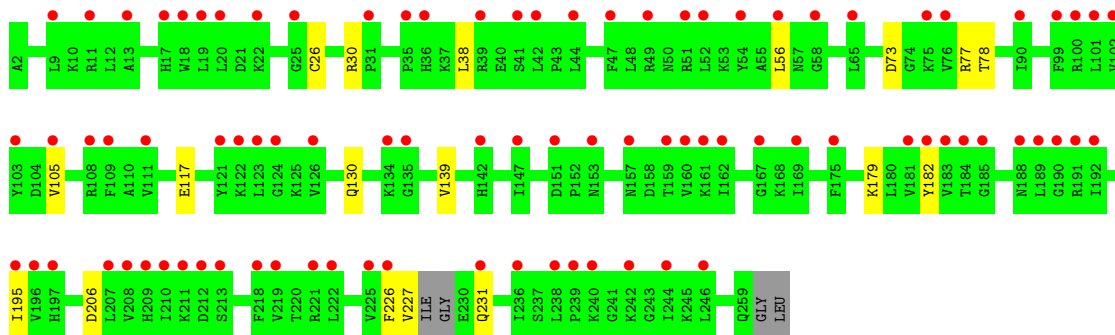 A2 L9 K10 R11 L12 A13 H17 W18 L19 L20 D21 K22 G25 C26 R30 P31 P35 H36 K37 L38 R39 E40 S41 L42 P43 L44 F47 L48 R49 N50 R51 L52 K53 Y54 A55 L56 N57 G58 L65 D73 G74 K75 V76 R77 T78 I90 F99 R100 L101 V102
Y103 D104 V105 R108 F109 A110 V111 E117 Y121 K122 L123 G124 K125 V126 Q130 K134 G135 V139 H142 I147 D151 P152 N153 N157 D158 T159 V160 K161 I162 G167 K168 I169 F175 K179 L180 V181 Y182 V183 T184 G185 N188 L189 G190 R191 I192
I195 V196 H197 D206 L207 V208 H209 I210 K211 D212 S213 F218 V219 T220 R221 L222 V225 F226 V227 ILE GLY E230 Q231 I236 S237 L238 P239 K240 G241 K242 G243 I244 K245 L246 Q259 GLY LEU